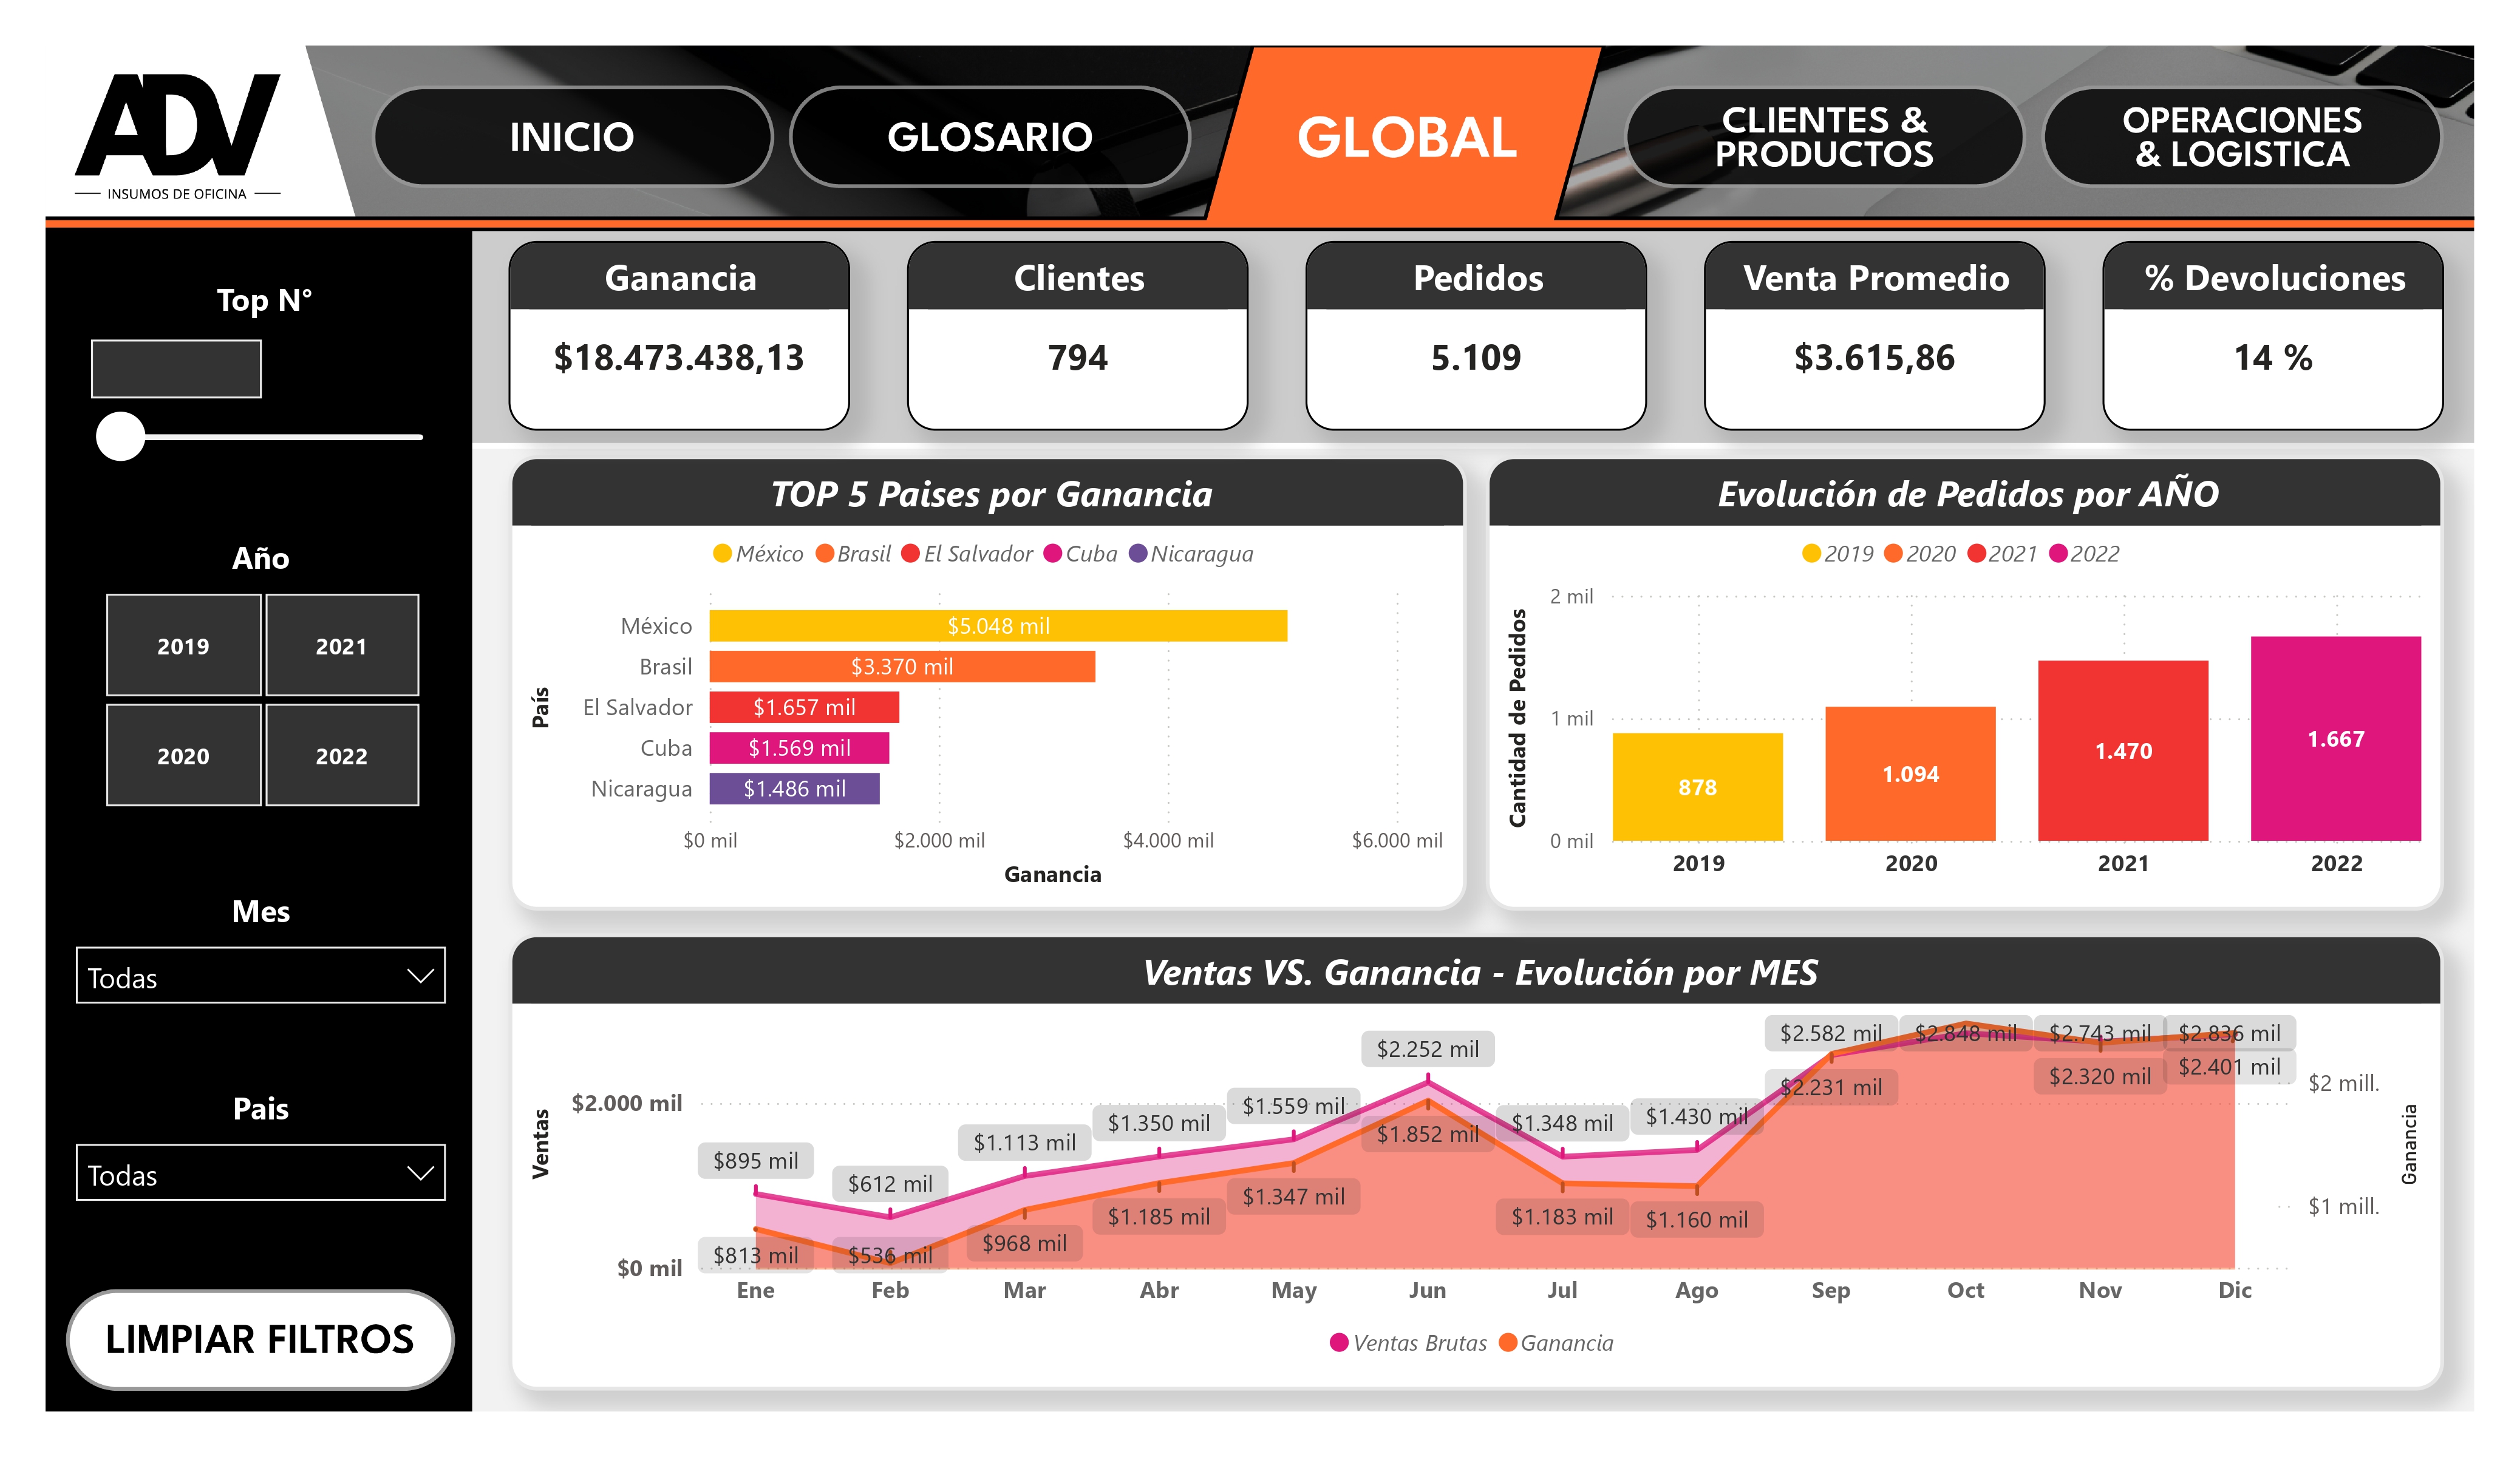 ADV
INSUMOS DE OFICINA
INICIO
GLOSARIO
GLOBAL
CLIENTES &
PRODUCTOS
OPERACIONES
& LOGISTICA
Top N°
Año
2019
2021
2020
2022
Mes
Todas
Pais
Todas
LIMPIAR FILTROS
Ganancia
$18.473.438,13
Clientes
794
Pedidos
5.109
Venta Promedio
$3.615,86
% Devoluciones
14 %
TOP 5 Paises por Ganancia
México Brasil El Salvador Cuba Nicaragua
País
México $5.048 mil
Brasil $3.370 mil
El Salvador $1.657 mil
Cuba $1.569 mil
Nicaragua $1.486 mil
$0 mil $2.000 mil $4.000 mil $6.000 mil
Ganancia
Evolución de Pedidos por AÑO
2019 2020 2021 2022
Cantidad de Pedidos
2 mil
1 mil
0 mil
878
1.094
1.470
1.667
2019 2020 2021 2022
Ventas VS. Ganancia - Evolución por MES
Ventas
$2.000 mil
$0 mil
$895 mil
$612 mil
$1.113 mil
$1.350 mil
$1.559 mil
$2.252 mil
$1.348 mil
$1.430 mil
$2.582 mil
$2.848 mil
$2.743 mil
$2.836 mil
$813 mil
$536 mil
$968 mil
$1.185 mil
$1.347 mil
$1.852 mil
$1.183 mil
$1.160 mil
$2.231 mil
$2.320 mil
$2.401 mil
$2 mill.
$1 mill.
Ganancia
Ene Feb Mar Abr May Jun Jul Ago Sep Oct Nov Dic
Ventas Brutas Ganancia